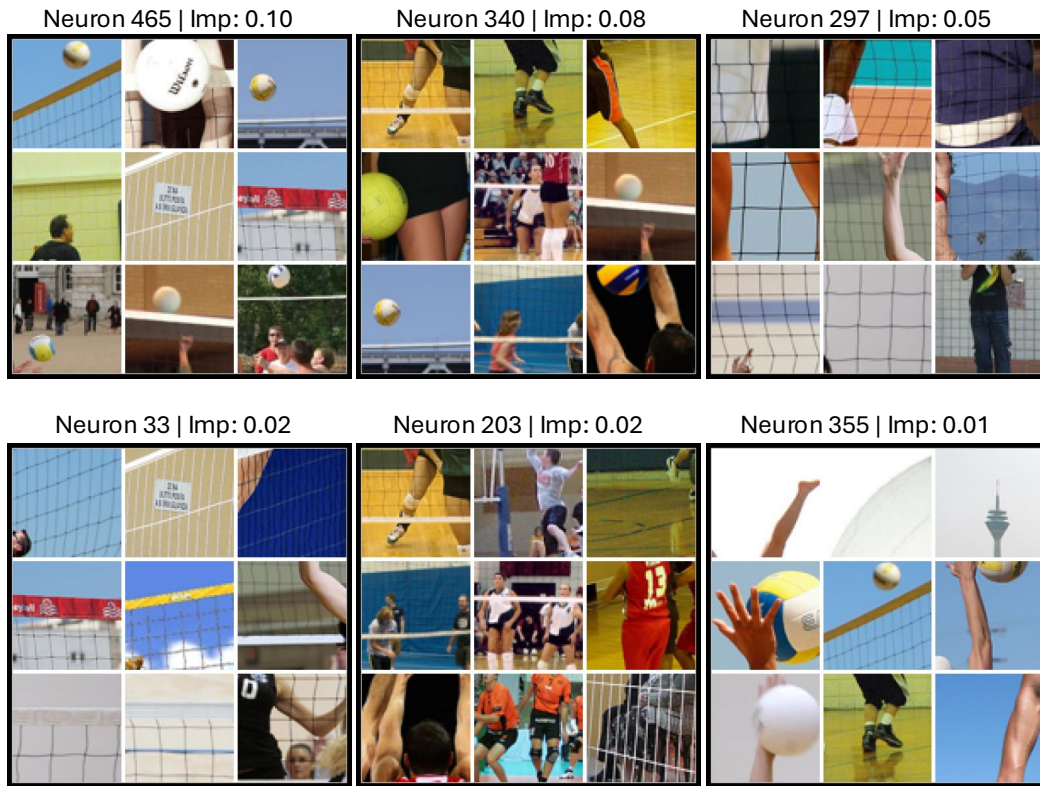 Neuron 465 | Imp: 0.10
Neuron 340 | Imp: 0.08
Neuron 297 | Imp: 0.05
Wilson
Neuron 33 | Imp: 0.02
Neuron 203 | Imp: 0.02
Neuron 355 | Imp: 0.01
13